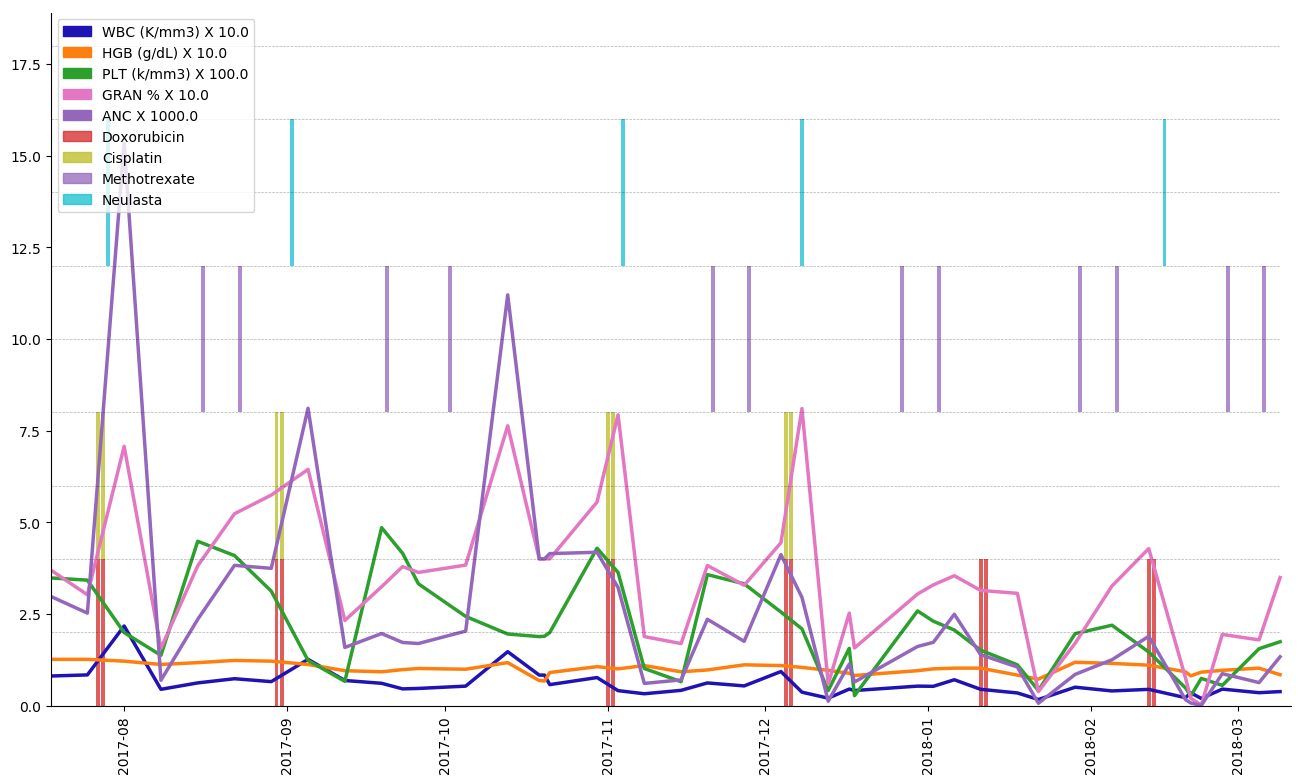 WBC (K/mm3) X 10.0
HGB (g/dL) X 10.0
PLT (k/mm3) X 100.0
GRAN % X 10.0
ANC X 1000.0
Doxorubicin
Cisplatin
Methotrexate
Neulasta
17.5
15.0
12.5
10.0
7.5
5.0
2.5
0.0
2017-08
2017-09
2017-10
2017-11
2017-12
2018-01
2018-02
2018-03